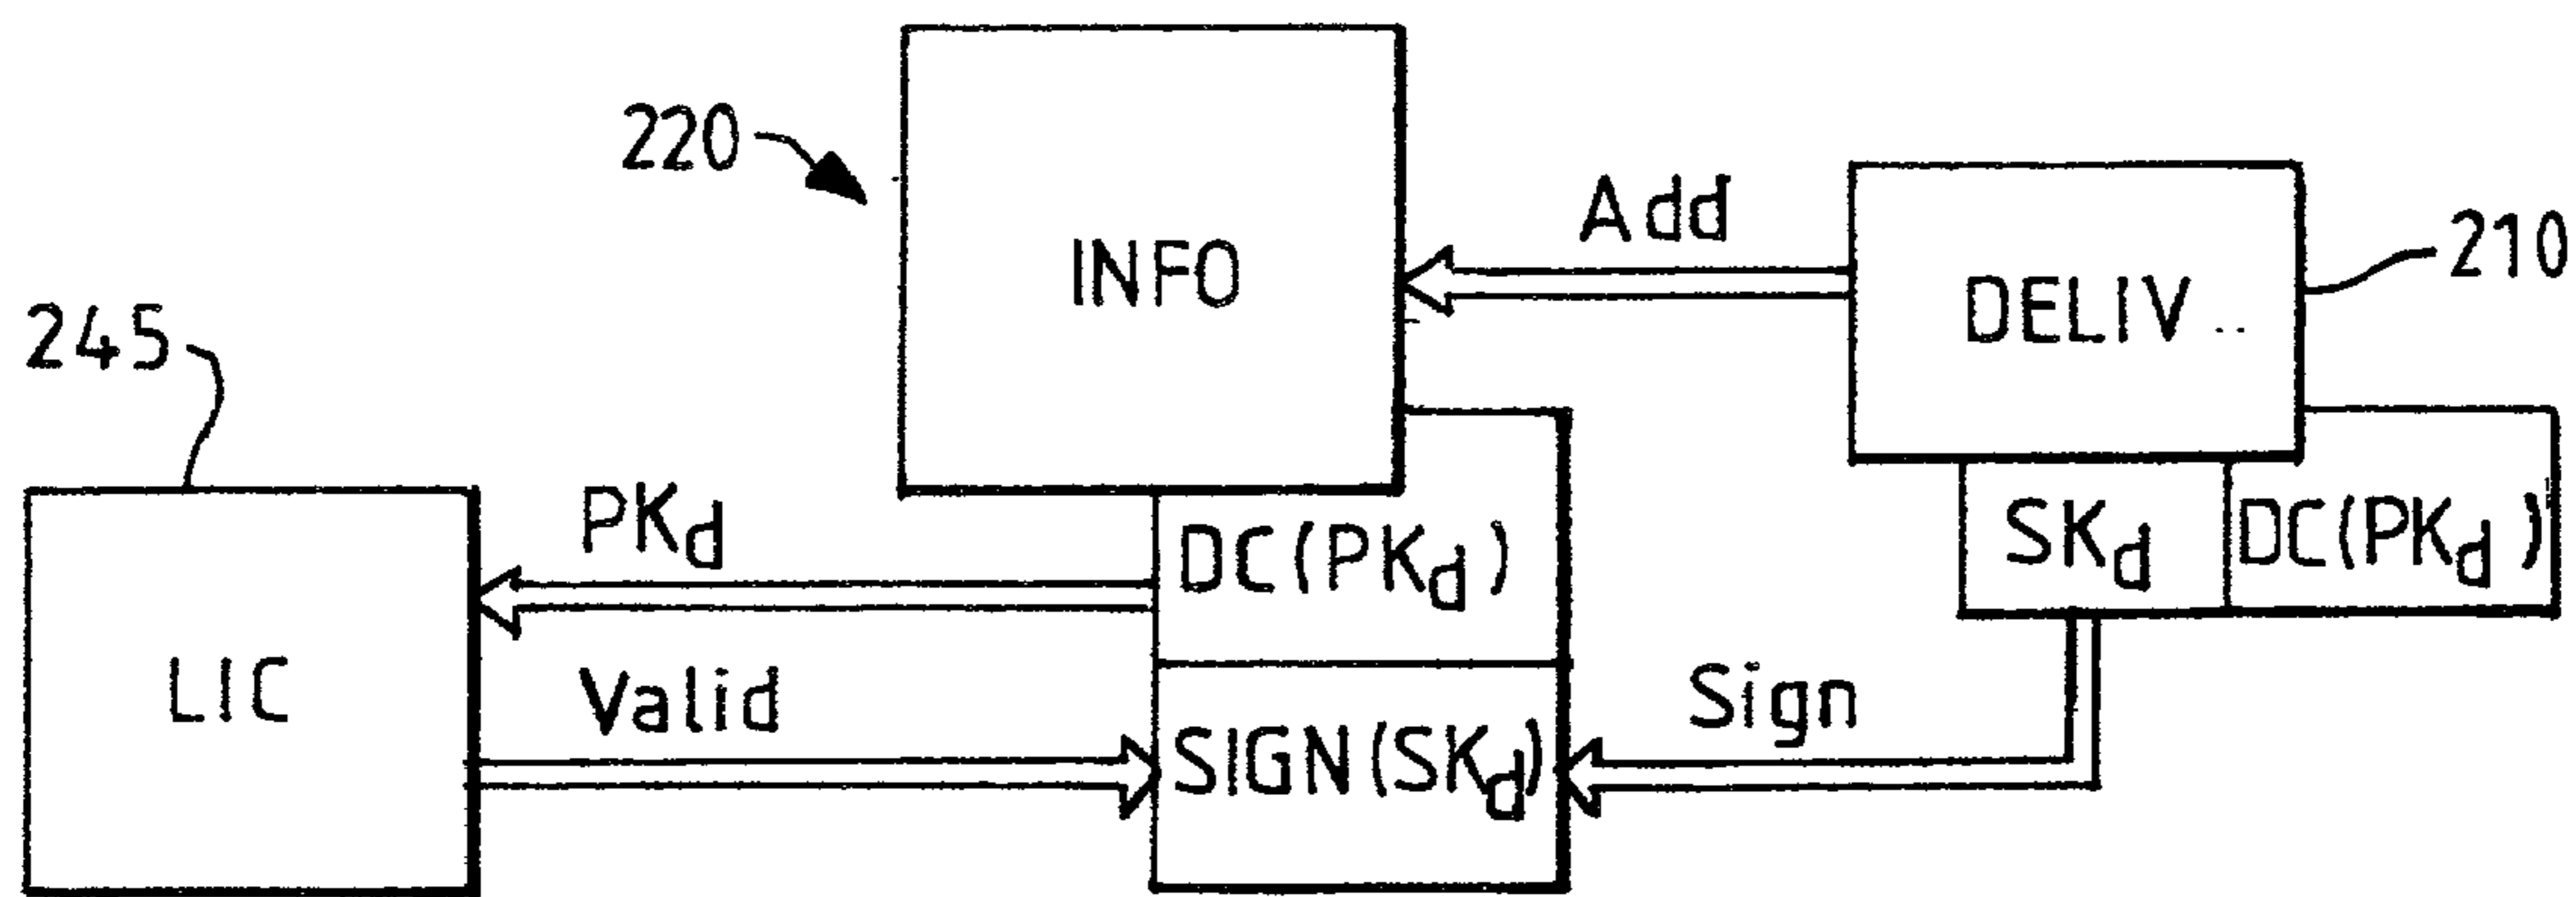 220
INFO
Add
DELIV
210
245
LIC
PKd
DC(PKd)
SKd
DC(PKd)
Valid
SIGN(SKd)
Sign